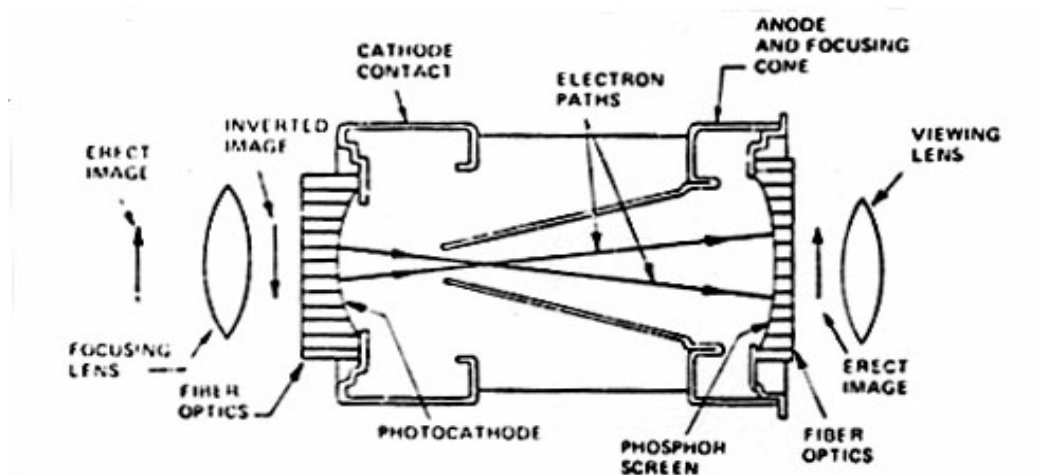 CATHODE
CONTACT
ELECTRON
PATHS
ANODE
AND FOCUSING
CONE
ERECT
IMAGE
INVERTED
IMAGE
VIEWING
LENS
FOCUSING
LENS
FIBER
OPTICS
PHOTOCATHODE
PHOSPHOR
SCREEN
FIBER
OPTICS
ERECT
IMAGE